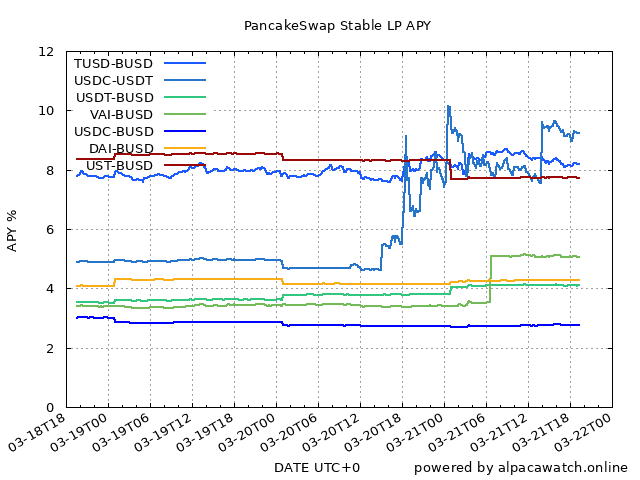 PancakeSwap Stable LP APY
12
10
8
6
4
2
0
APY %
TUSD-BUSD
USDC-USDT
USDT-BUSD
VAI-BUSD
USDC-BUSD
DAI-BUSD
UST-BUSD
03-18T18
03-19T00
03-19T06
03-19T12
03-19T18
03-20T00
03-20T06
03-20T12
03-20T18
03-21T00
03-21T06
03-21T12
03-21T18
03-22T00
DATE UTC+0
powered by alpacawatch.online